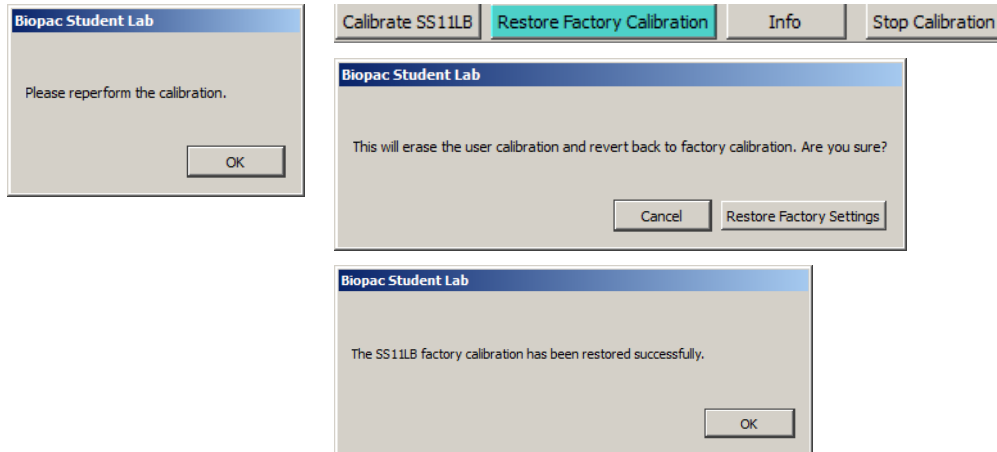 Biopac Student Lab
Please reperform the calibration.
OK
Calibrate SS11LB Restore Factory Calibration Info Stop Calibration
Biopac Student Lab
This will erase the user calibration and revert back to factory calibration. Are you sure?
Cancel Restore Factory Settings
Biopac Student Lab
The SS11LB factory calibration has been restored successfully.
OK